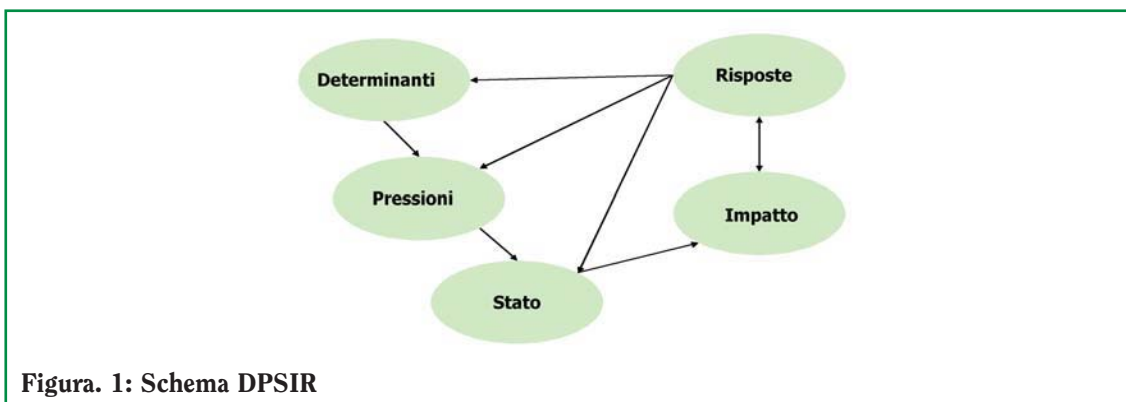 Determinanti
Risposte
Pressioni
Impatto
Stato
Figura. 1: Schema DPSIR